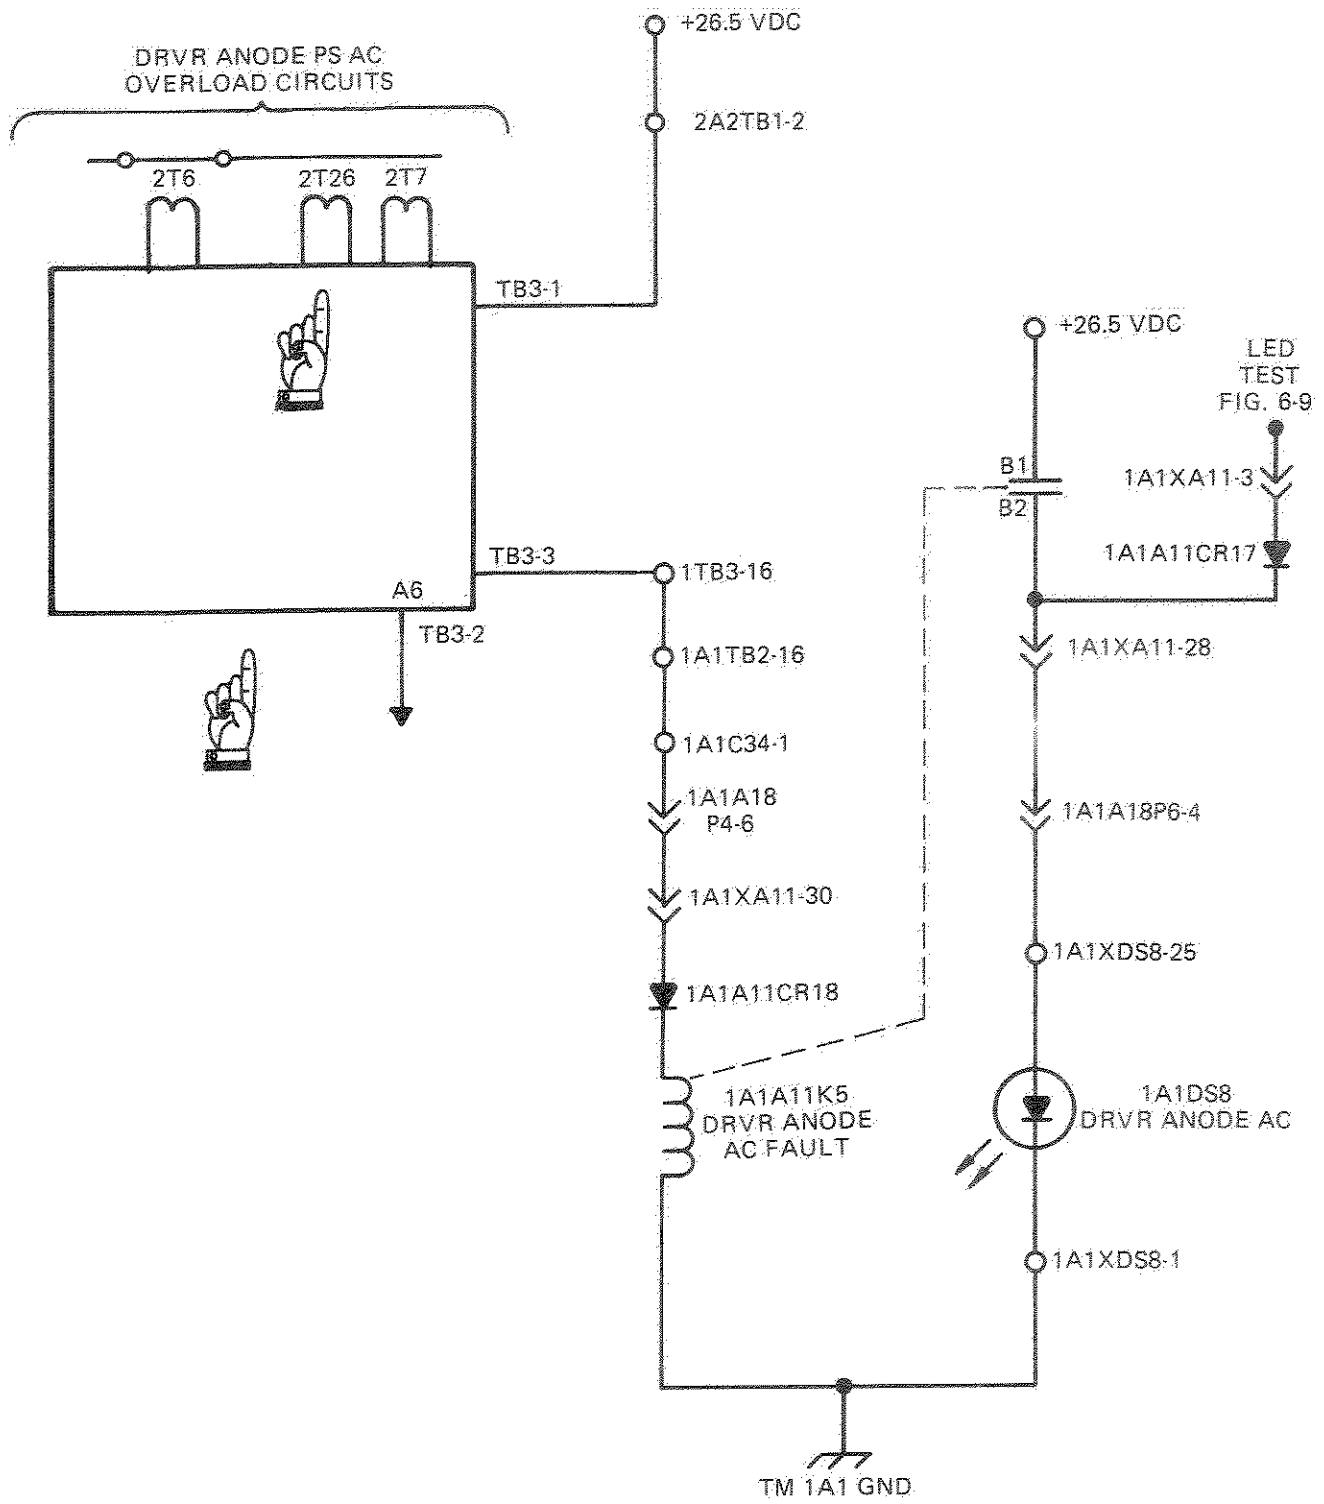 +26.5 VDC
DRVR ANODE PS AC
OVERLOAD CIRCUITS
2A2TB1-2
2T6
2T26
2T7
TB3-1
+26.5 VDC
LED
TEST
FIG. 6-9
B1
1A1XA11-3
B2
1A1A11CR17
TB3-3
1TB3-16
A6
TB3-2
1A1XA11-28
1A1TB2-16
1A1C34-1
1A1A18
P4-6
1A1A18P6-4
1A1XA11-30
1A1XDS8-25
1A1A11CR18
1A1A11K5
DRVR ANODE
AC FAULT
1A1DS8
DRVR ANODE AC
1A1XDS8-1
TM 1A1 GND